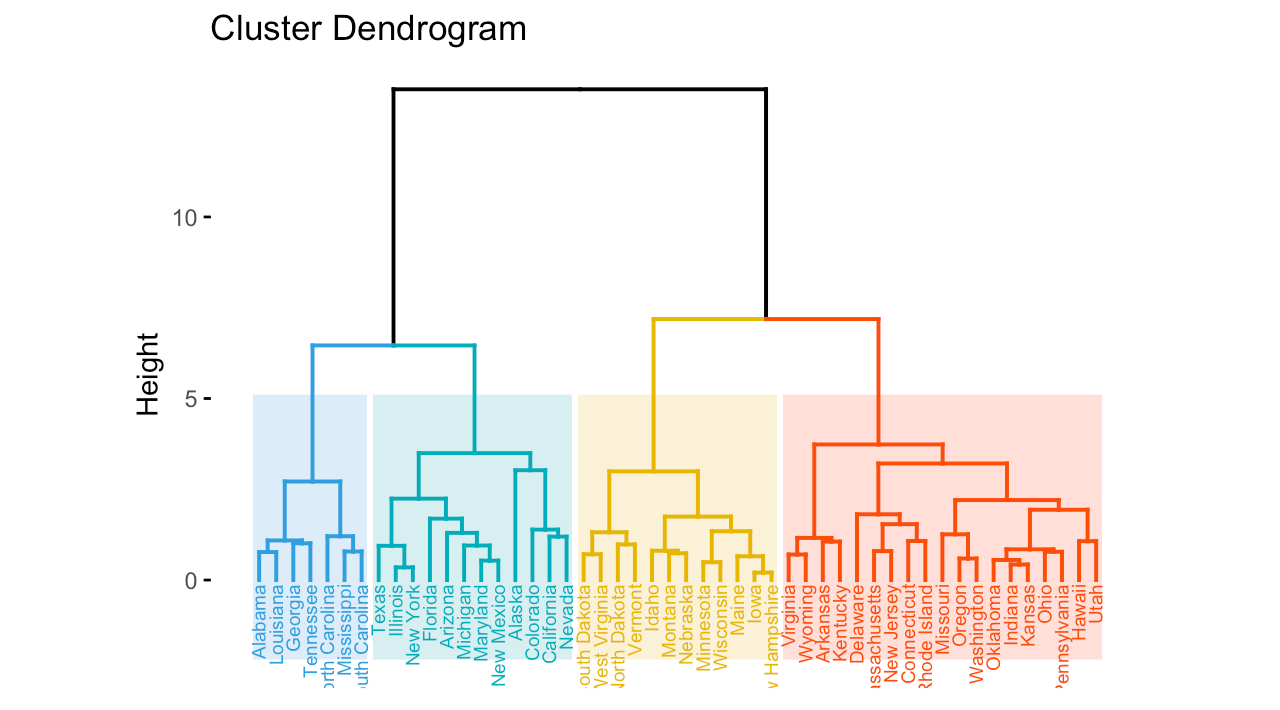 Cluster Dendrogram
Height
10
5
0
Alabama
Louisiana
Georgia
Tennessee
orth Carolina
Mississippi
outh Carolina
Texas
Illinois
New York
Florida
Arizona
Michigan
Maryland
New Mexico
Alaska
Colorado
California
Nevada
outh Dakota
West Virginia
North Dakota
Vermont
Idaho
Montana
Nebraska
Minnesota
Wisconsin
Maine
Iowa
w Hampshire
Virginia
Wyoming
Arkansas
Kentucky
Delaware
assachusetts
New Jersey
Connecticut
Rhode Island
Missouri
Oregon
Washington
Oklahoma
Indiana
Kansas
Ohio
Pennsylvania
Hawaii
Utah